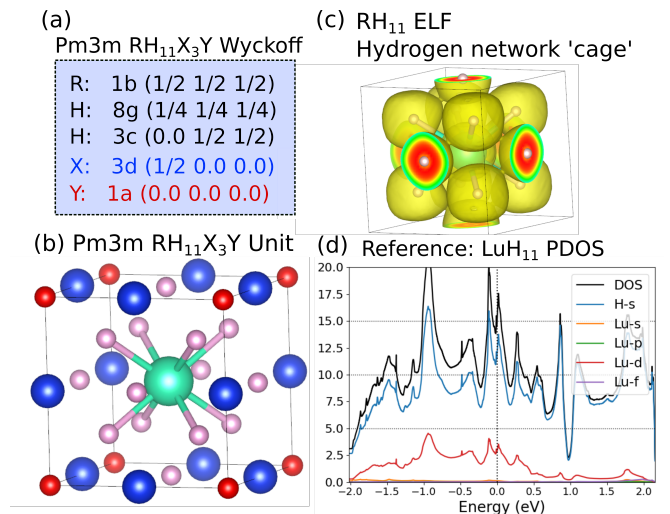 (a)
Pm3m RH₁₁X₃Y Wyckoff
R: 1b (1/2 1/2 1/2)
H: 8g (1/4 1/4 1/4)
H: 3c (0.0 1/2 1/2)
X: 3d (1/2 0.0 0.0)
Y: 1a (0.0 0.0 0.0)
(c) RH₁₁ ELF
Hydrogen network 'cage'
(b) Pm3m RH₁₁X₃Y Unit
(d) Reference: LuH₁₁ PDOS
20.0
17.5
15.0
12.5
10.0
7.5
5.0
2.5
0.0
DOS
H-s
Lu-s
Lu-p
Lu-d
Lu-f
-2.0 -1.5 -1.0 -0.5 0.0 0.5 1.0 1.5 2.0
Energy (eV)